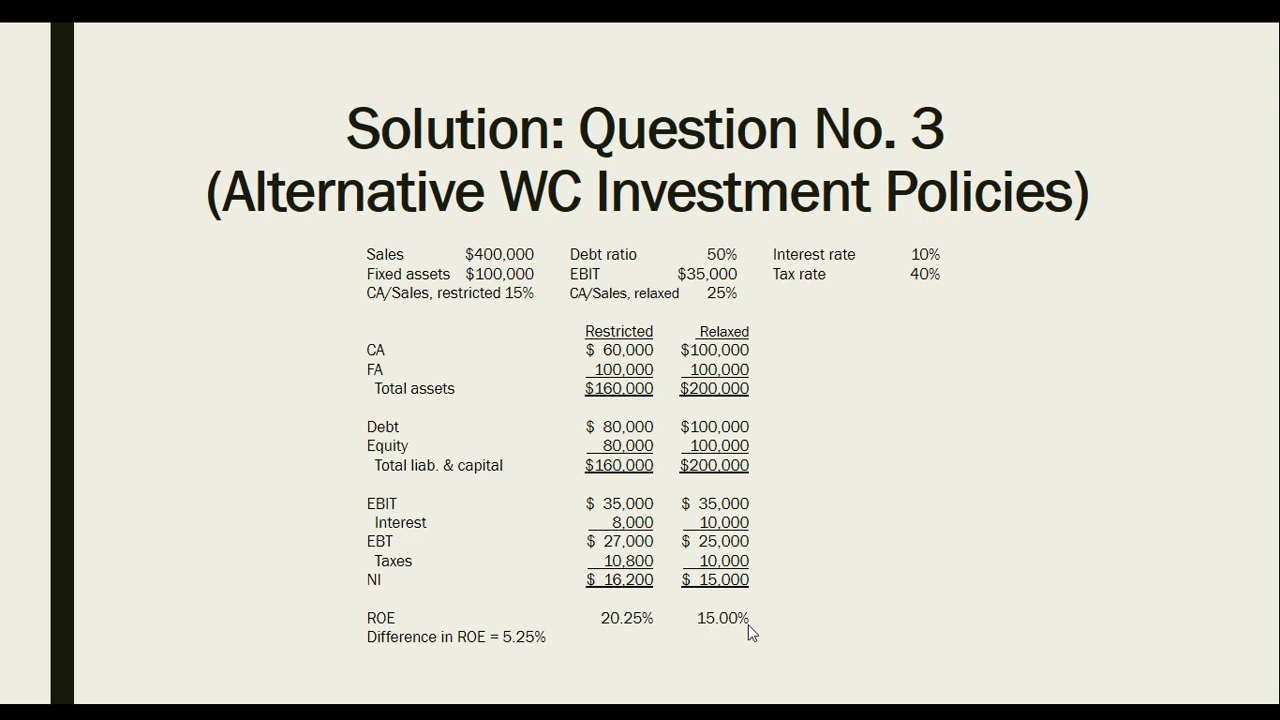 Solution: Question No. 3
(Alternative WC Investment Policies)
Sales $400,000 Debt ratio 50% Interest rate 10%
Fixed assets $100,000 EBIT $35,000 Tax rate 40%
CA/Sales, restricted 15% CA/Sales, relaxed 25%
Restricted Relaxed
CA $ 60,000 $100,000
FA 100,000 100,000
Total assets $160,000 $200,000
Debt $ 80,000 $100,000
Equity 80,000 100,000
Total liab. & capital $160,000 $200,000
EBIT $ 35,000 $ 35,000
Interest 8,000 10,000
EBT $ 27,000 $ 25,000
Taxes 10,800 10,000
NI $ 16,200 $ 15,000
ROE 20.25% 15.00%
Difference in ROE = 5.25%